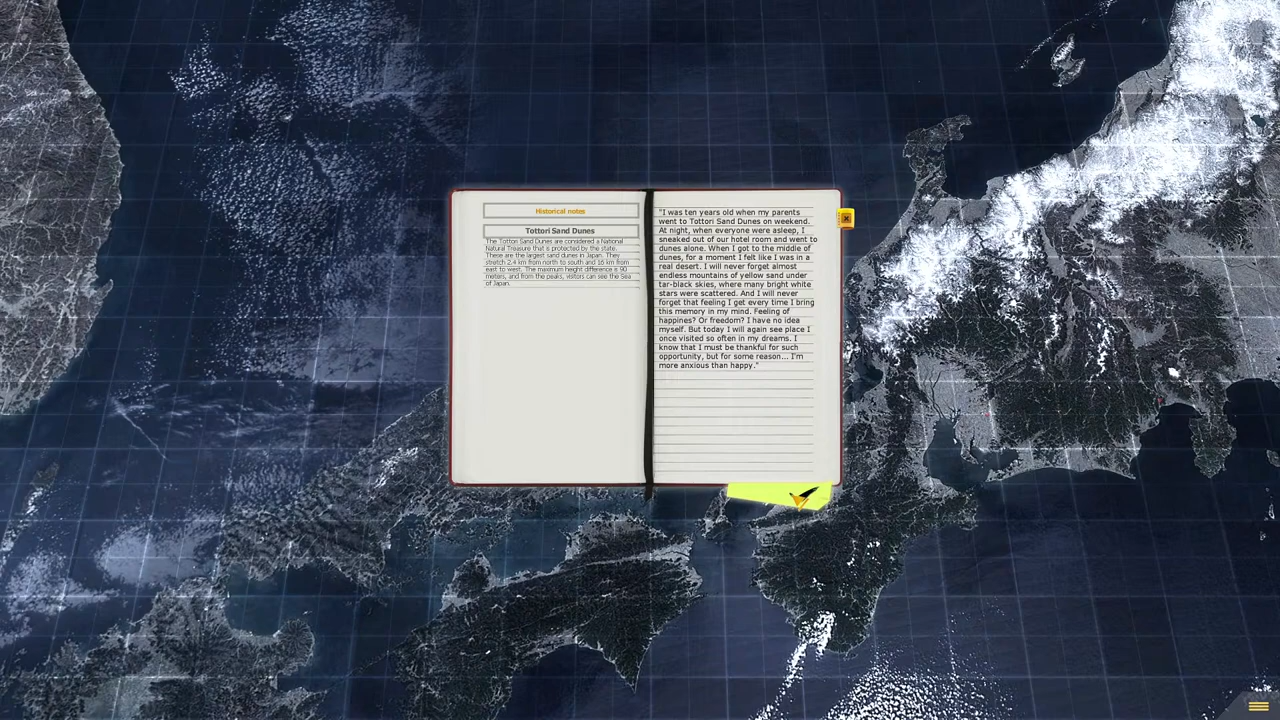 Historical notes
Tottori Sand Dunes
The Tottori Sand Dunes are considered a National
Natural Treasure that is protected by the state.
These are the largest sand dunes in Japan. They
stretch 2,4 km from north to south and 16 km from
east to west. The maximum height difference is 90
meters, and from the peaks, visitors can see the Sea
of Japan.
"I was ten years old when my parents
went to Tottori Sand Dunes on weekend.
At night, when everyone were asleep, I
sneaked out of our hotel room and went to
dunes alone. When I got to the middle of
dunes, for a moment I felt like I was in a
real desert. I will never forget almost
endless mountains of yellow sand under
tar-black skies, where many bright white
stars were scattered. And I will never
forget that feeling I get every time I bring
this memory in my mind. Feeling of
happines? Or freedom? I have no idea
myself. But today I will again see place I
once visited so often in my dreams. I
know that I must be thankful for such
opportunity, but for some reason... I'm
more anxious than happy."